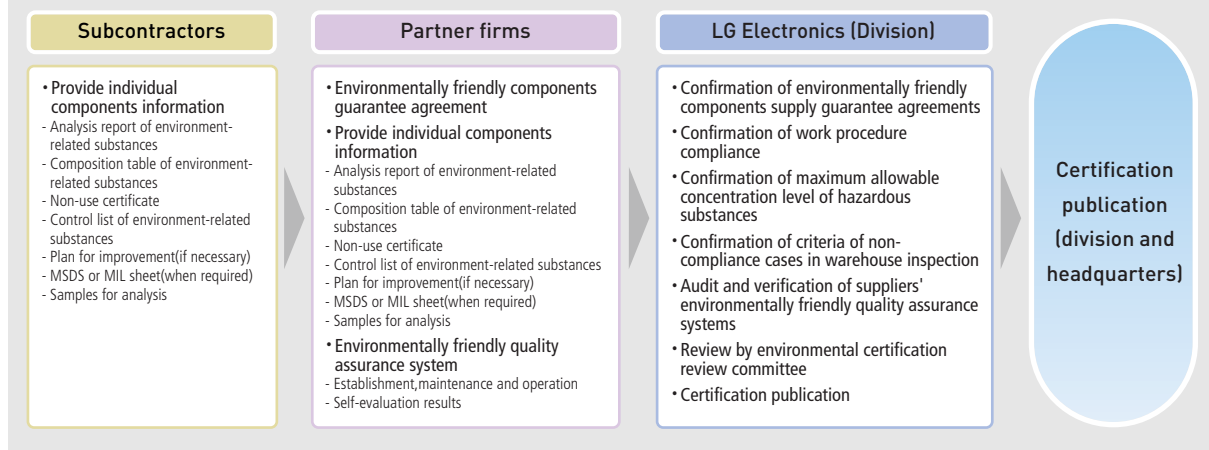 Subcontractors
• Provide individual
components information
- Analysis report of environment-
related substances
- Composition table of environment-
related substances
- Non-use certificate
- Control list of environment-related
substances
- Plan for improvement(if necessary)
- MSDS or MIL sheet(when required)
- Samples for analysis
Partner firms
• Environmentally friendly components
guarantee agreement
• Provide individual components
information
- Analysis report of environment-related
substances
- Composition table of environment-related
substances
- Non-use certificate
- Control list of environment-related substances
- Plan for improvement(if necessary)
- MSDS or MIL sheet(when required)
- Samples for analysis
• Environmentally friendly quality
assurance system
- Establishment,maintenance and operation
- Self-evaluation results
LG Electronics (Division)
• Confirmation of environmentally friendly
components supply guarantee agreements
• Confirmation of work procedure
compliance
• Confirmation of maximum allowable
concentration level of hazardous
substances
• Confirmation of criteria of non-
compliance cases in warehouse inspection
• Audit and verification of suppliers'
environmentally friendly quality assurance
systems
• Review by environmental certification
review committee
• Certification publication
Certification
publication
(division and
headquarters)